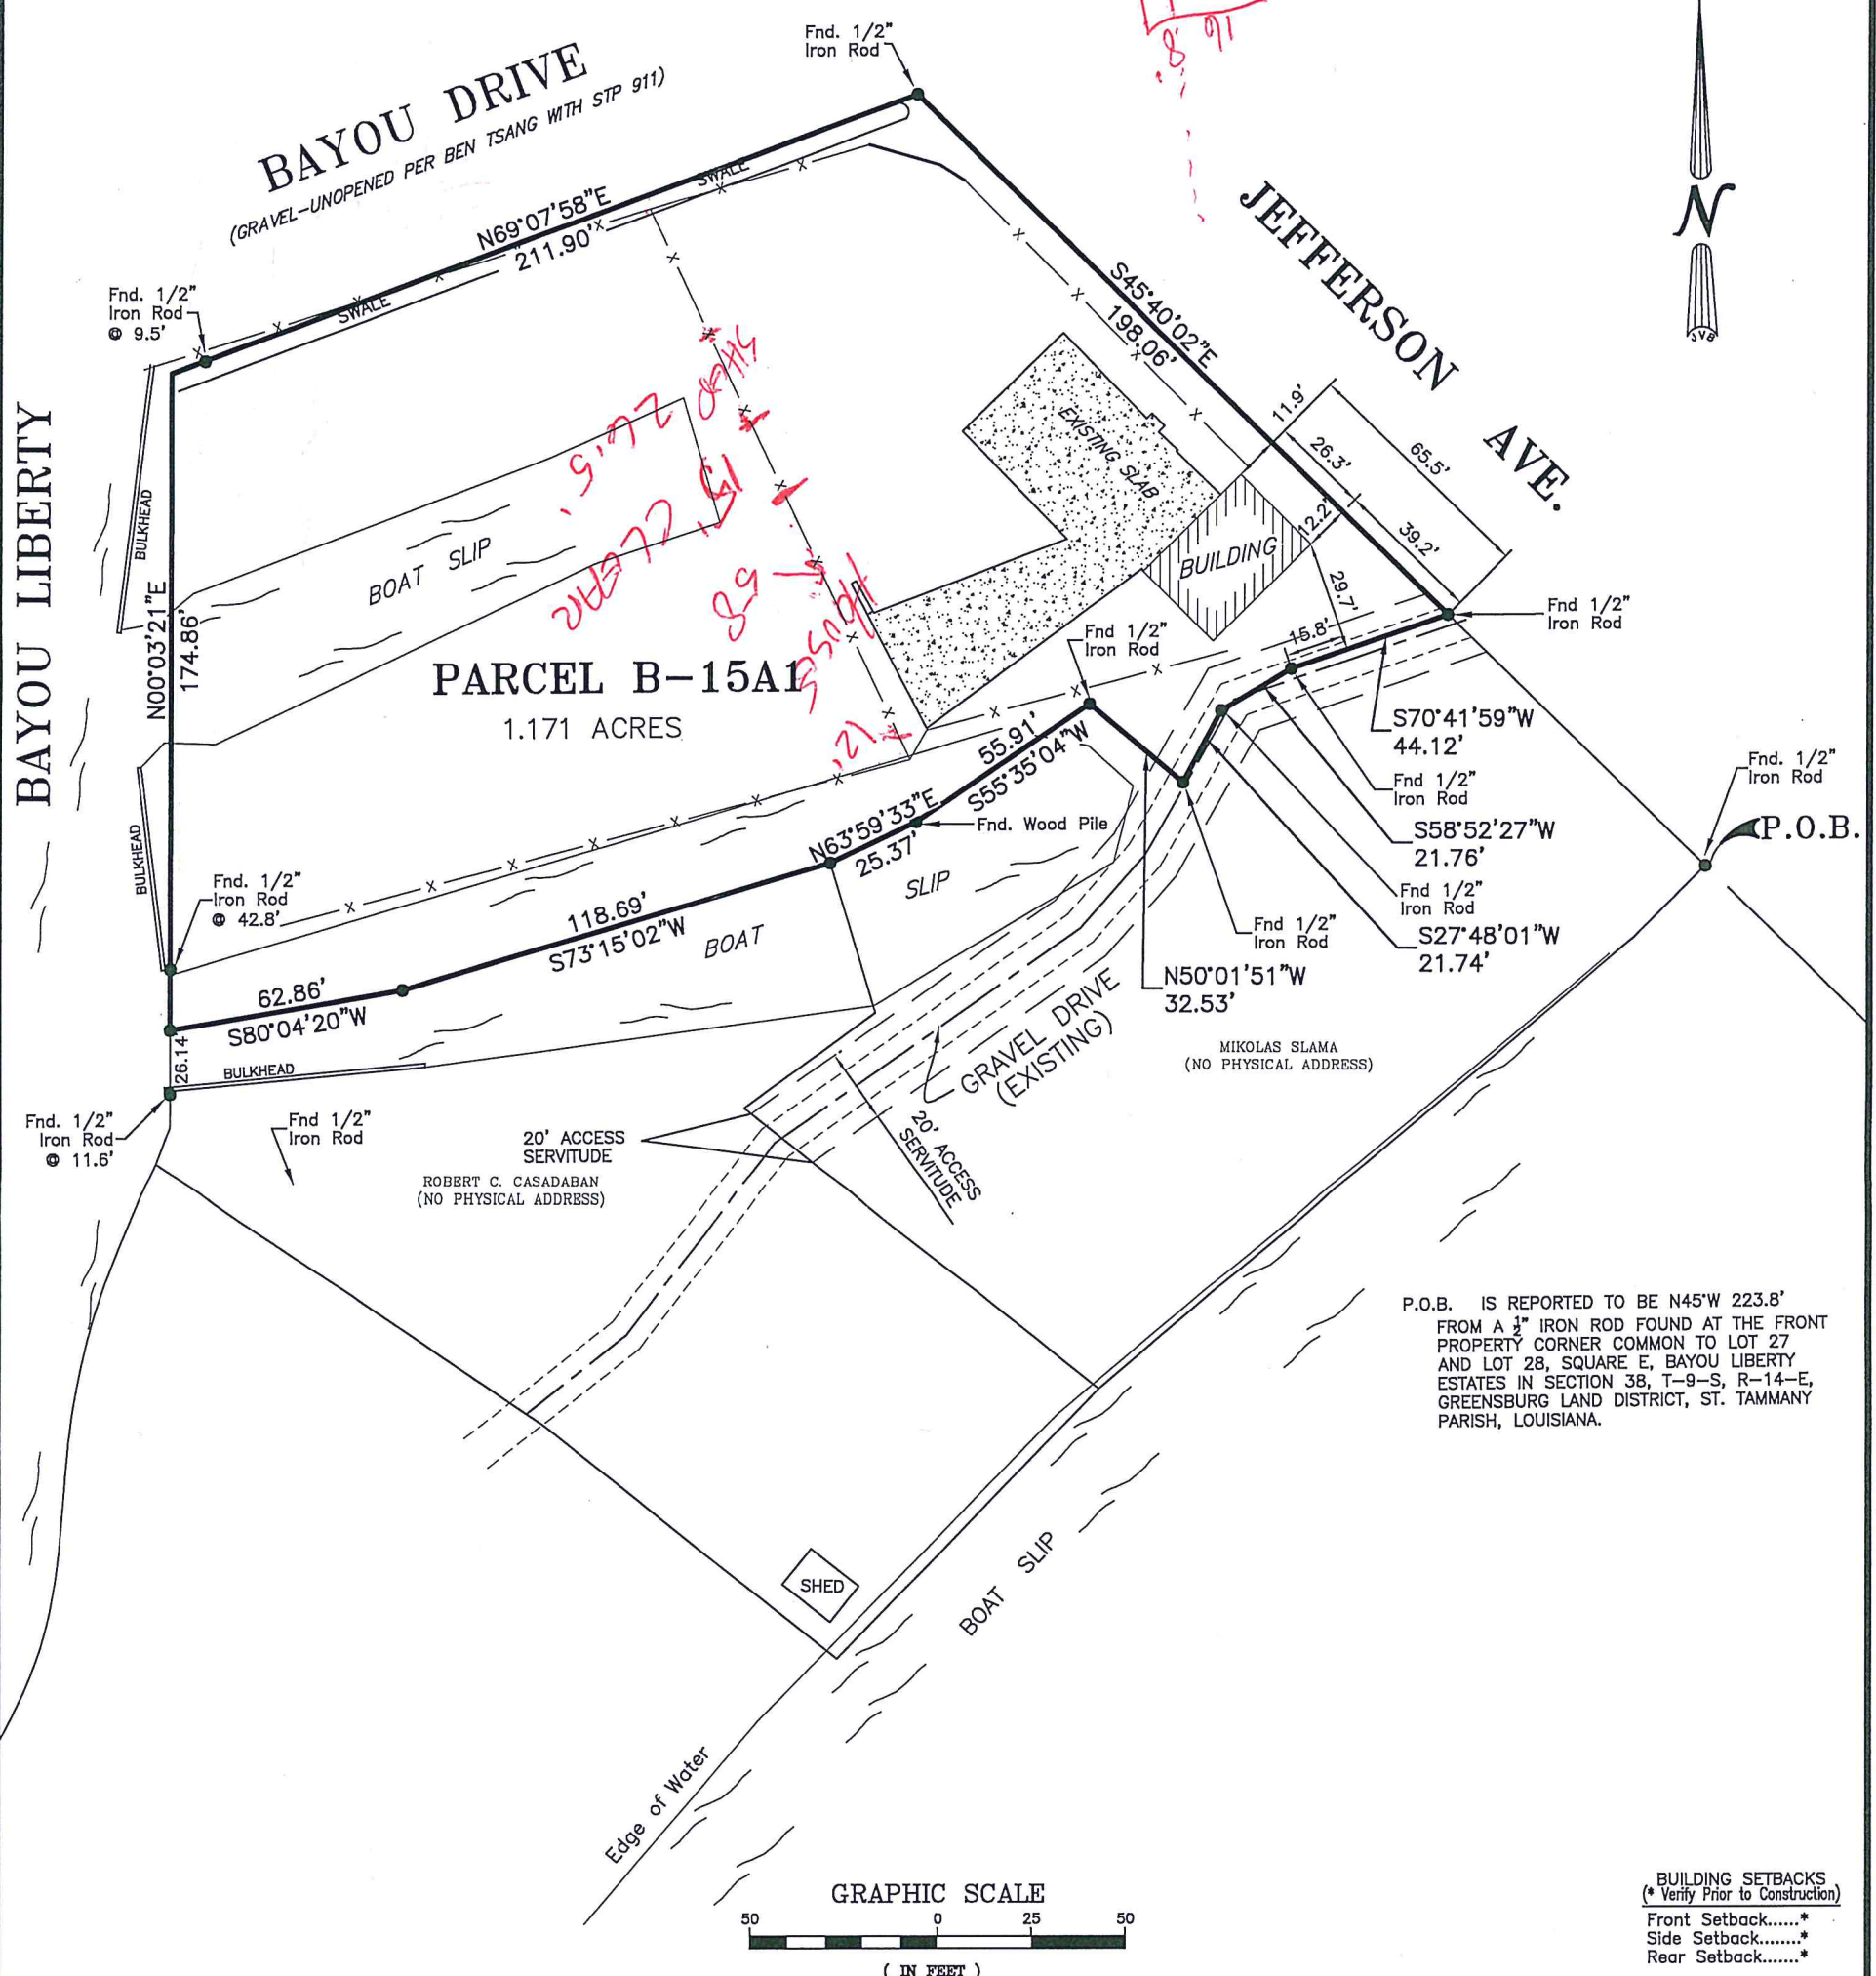 Fnd. 1/2"
Iron Rod
16
8'
BAYOU DRIVE
(GRAVEL-UNOPENED PER BEN TSANG WITH STP 911)
N
JVB
JEFFERSON AVE.
SWALE
N69°07'58"E
211.90'
S45°40'02"E
198.06'
Fnd. 1/2"
Iron Rod
@ 9.5'
SWALE
SHED
26.5'
15' CLEAR
8
HOUSES
12'
EXISTING SLAB
11.9'
26.3'
65.5'
12.2'
39.2'
BUILDING
29.7'
15.8'
BAYOU LIBERTY
BULKHEAD
N00°03'21"E
174.86'
BOAT SLIP
PARCEL B-15A1
1.171 ACRES
Fnd 1/2"
Iron Rod
Fnd 1/2"
Iron Rod
S70°41'59"W
44.12'
Fnd 1/2"
Iron Rod
S58°52'27"W
21.76'
Fnd 1/2"
Iron Rod
S27°48'01"W
21.74'
Fnd. 1/2"
Iron Rod
P.O.B.
55.91'
S55°35'04"W
N63°59'33"E
25.37'
Fnd. Wood Pile
Fnd 1/2"
Iron Rod
N50°01'51"W
32.53'
BULKHEAD
Fnd. 1/2"
Iron Rod
@ 42.8'
118.69'
S73°15'02"W
BOAT SLIP
62.86'
S80°04'20"W
26.14'
BULKHEAD
Fnd. 1/2"
Iron Rod
@ 11.6'
Fnd 1/2"
Iron Rod
20' ACCESS
SERVITUDE
ROBERT C. CASADABAN
(NO PHYSICAL ADDRESS)
20' ACCESS
SERVITUDE
GRAVEL DRIVE
(EXISTING)
MIKOLAS SLAMA
(NO PHYSICAL ADDRESS)
P.O.B. IS REPORTED TO BE N45°W 223.8'
FROM A ½" IRON ROD FOUND AT THE FRONT
PROPERTY CORNER COMMON TO LOT 27
AND LOT 28, SQUARE E, BAYOU LIBERTY
ESTATES IN SECTION 38, T-9-S, R-14-E,
GREENSBURG LAND DISTRICT, ST. TAMMANY
PARISH, LOUISIANA.
SHED
BOAT SLIP
Edge of Water
GRAPHIC SCALE
50 0 25 50
( IN FEET )
BUILDING SETBACKS
(* Verify Prior to Construction)
Front Setback......*
Side Setback........*
Rear Setback.......*